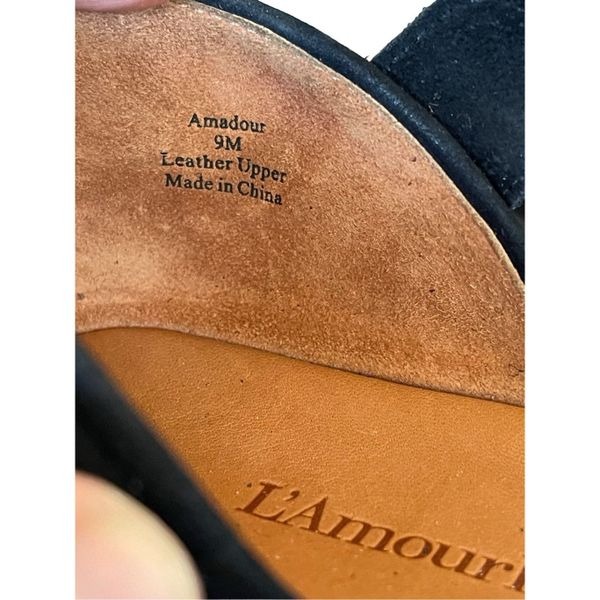 Amadour
9M
Leather Upper
Made in China
L'Amour